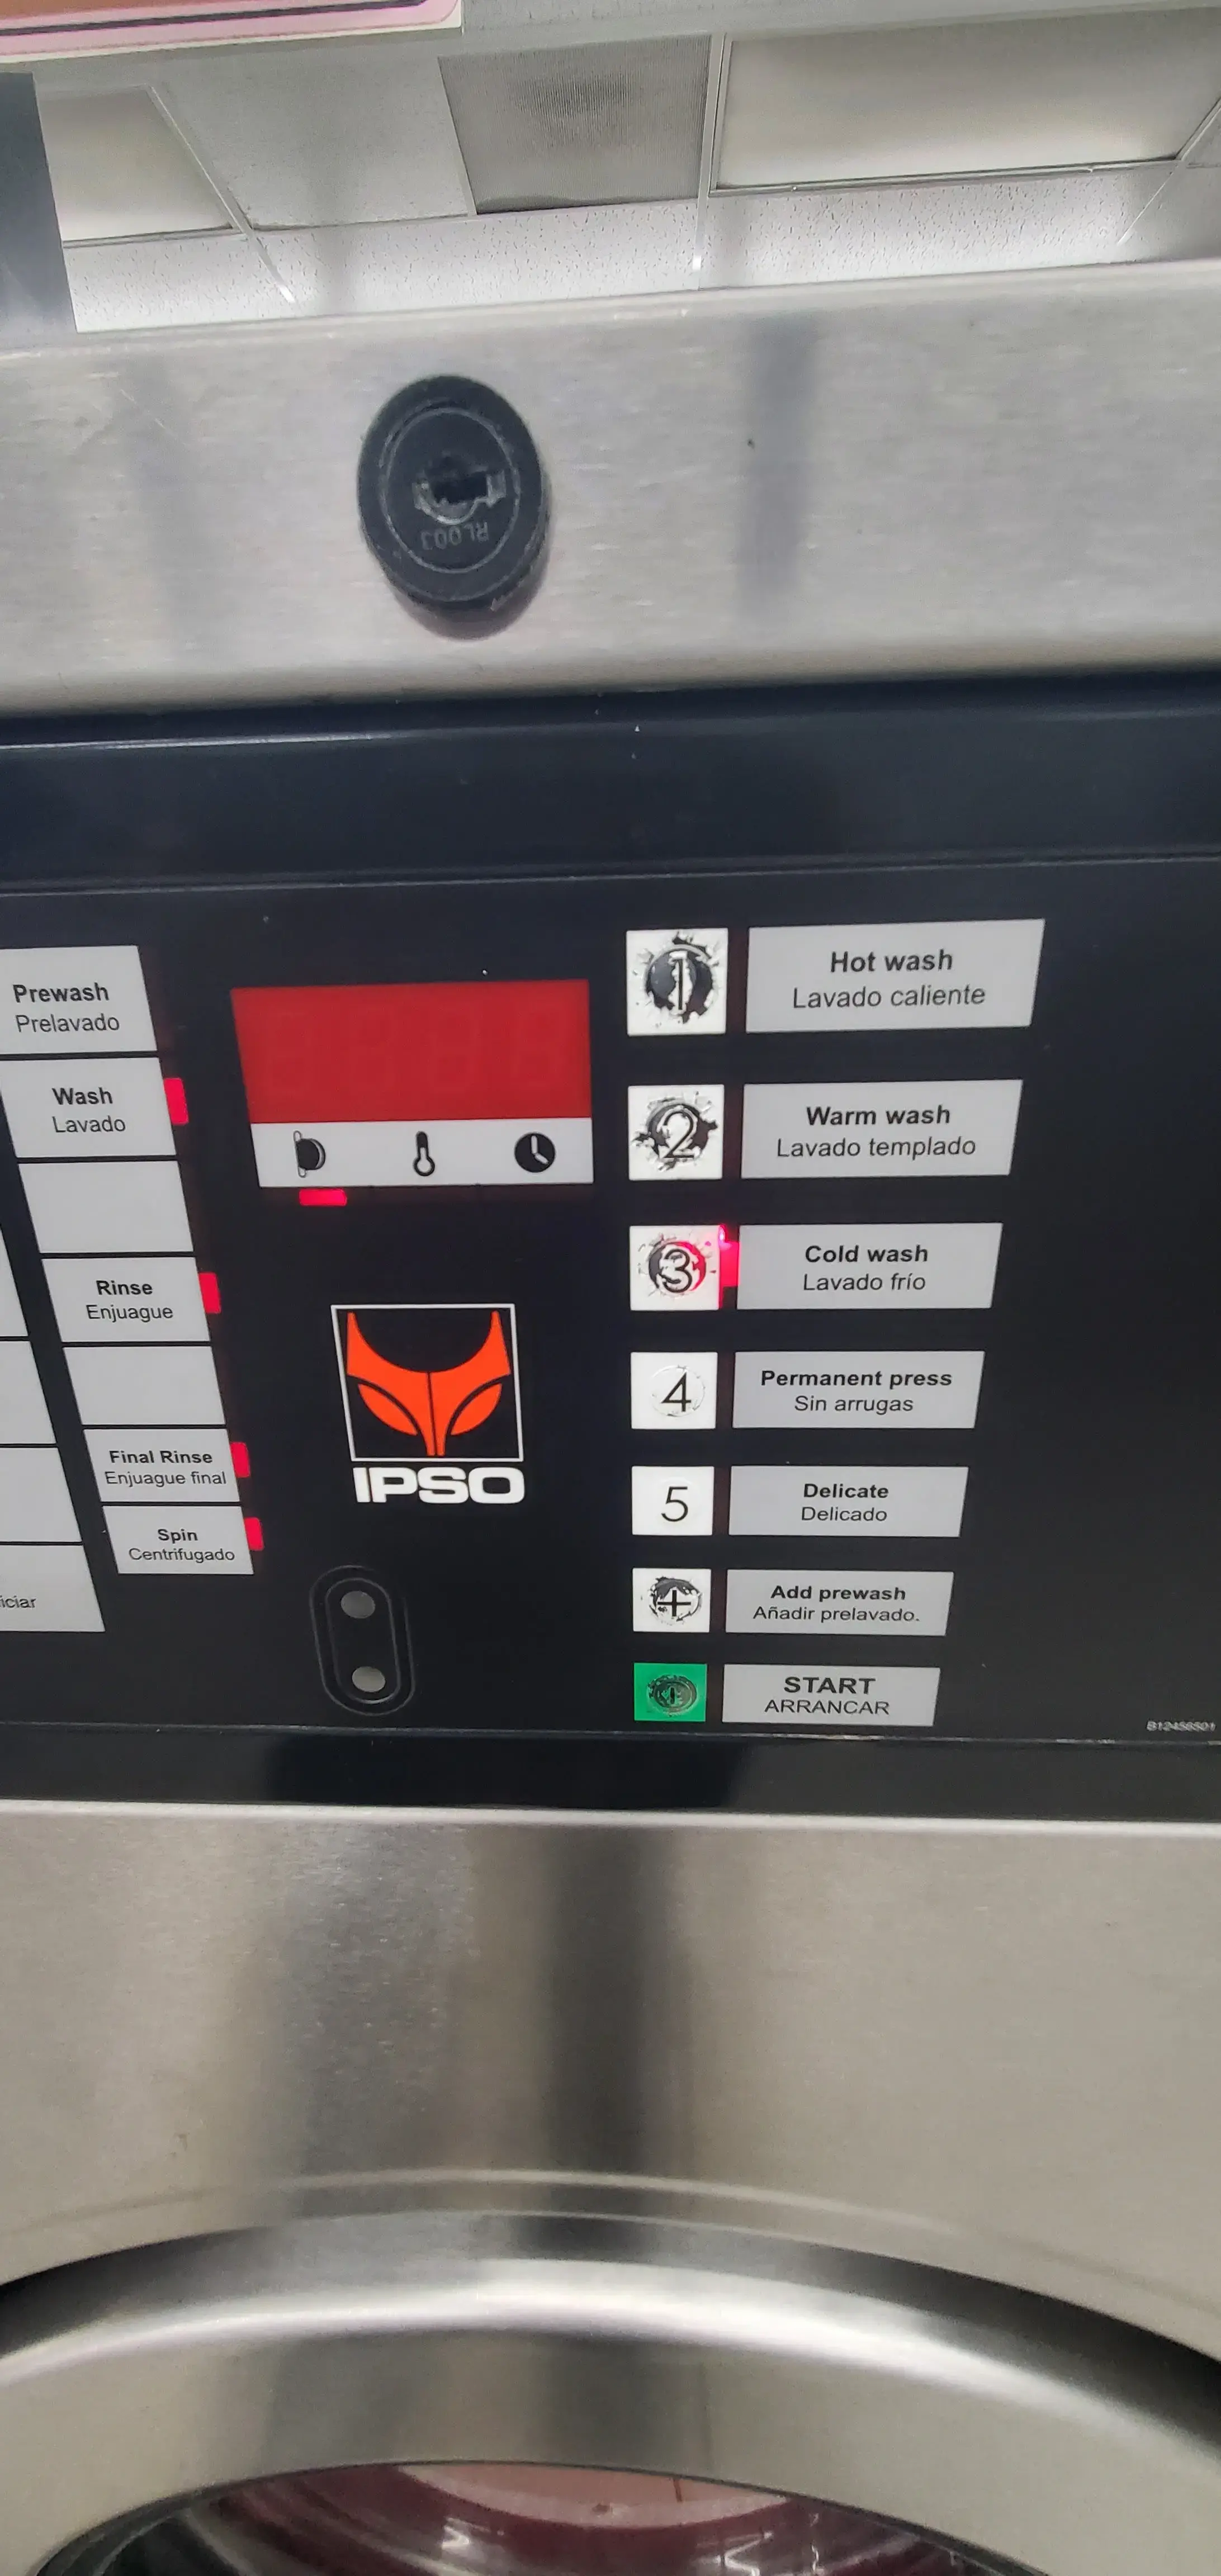 RL003
Prewash
Prelavado
Wash
Lavado
Rinse
Enjuague
Final Rinse
Enjuague final
Spin
Centrifugado
iciar
IPSO
1
Hot wash
Lavado caliente
2
Warm wash
Lavado templado
3
Cold wash
Lavado frío
4
Permanent press
Sin arrugas
5
Delicate
Delicado
+
Add prewash
Añadir prelavado.
START
ARRANCAR